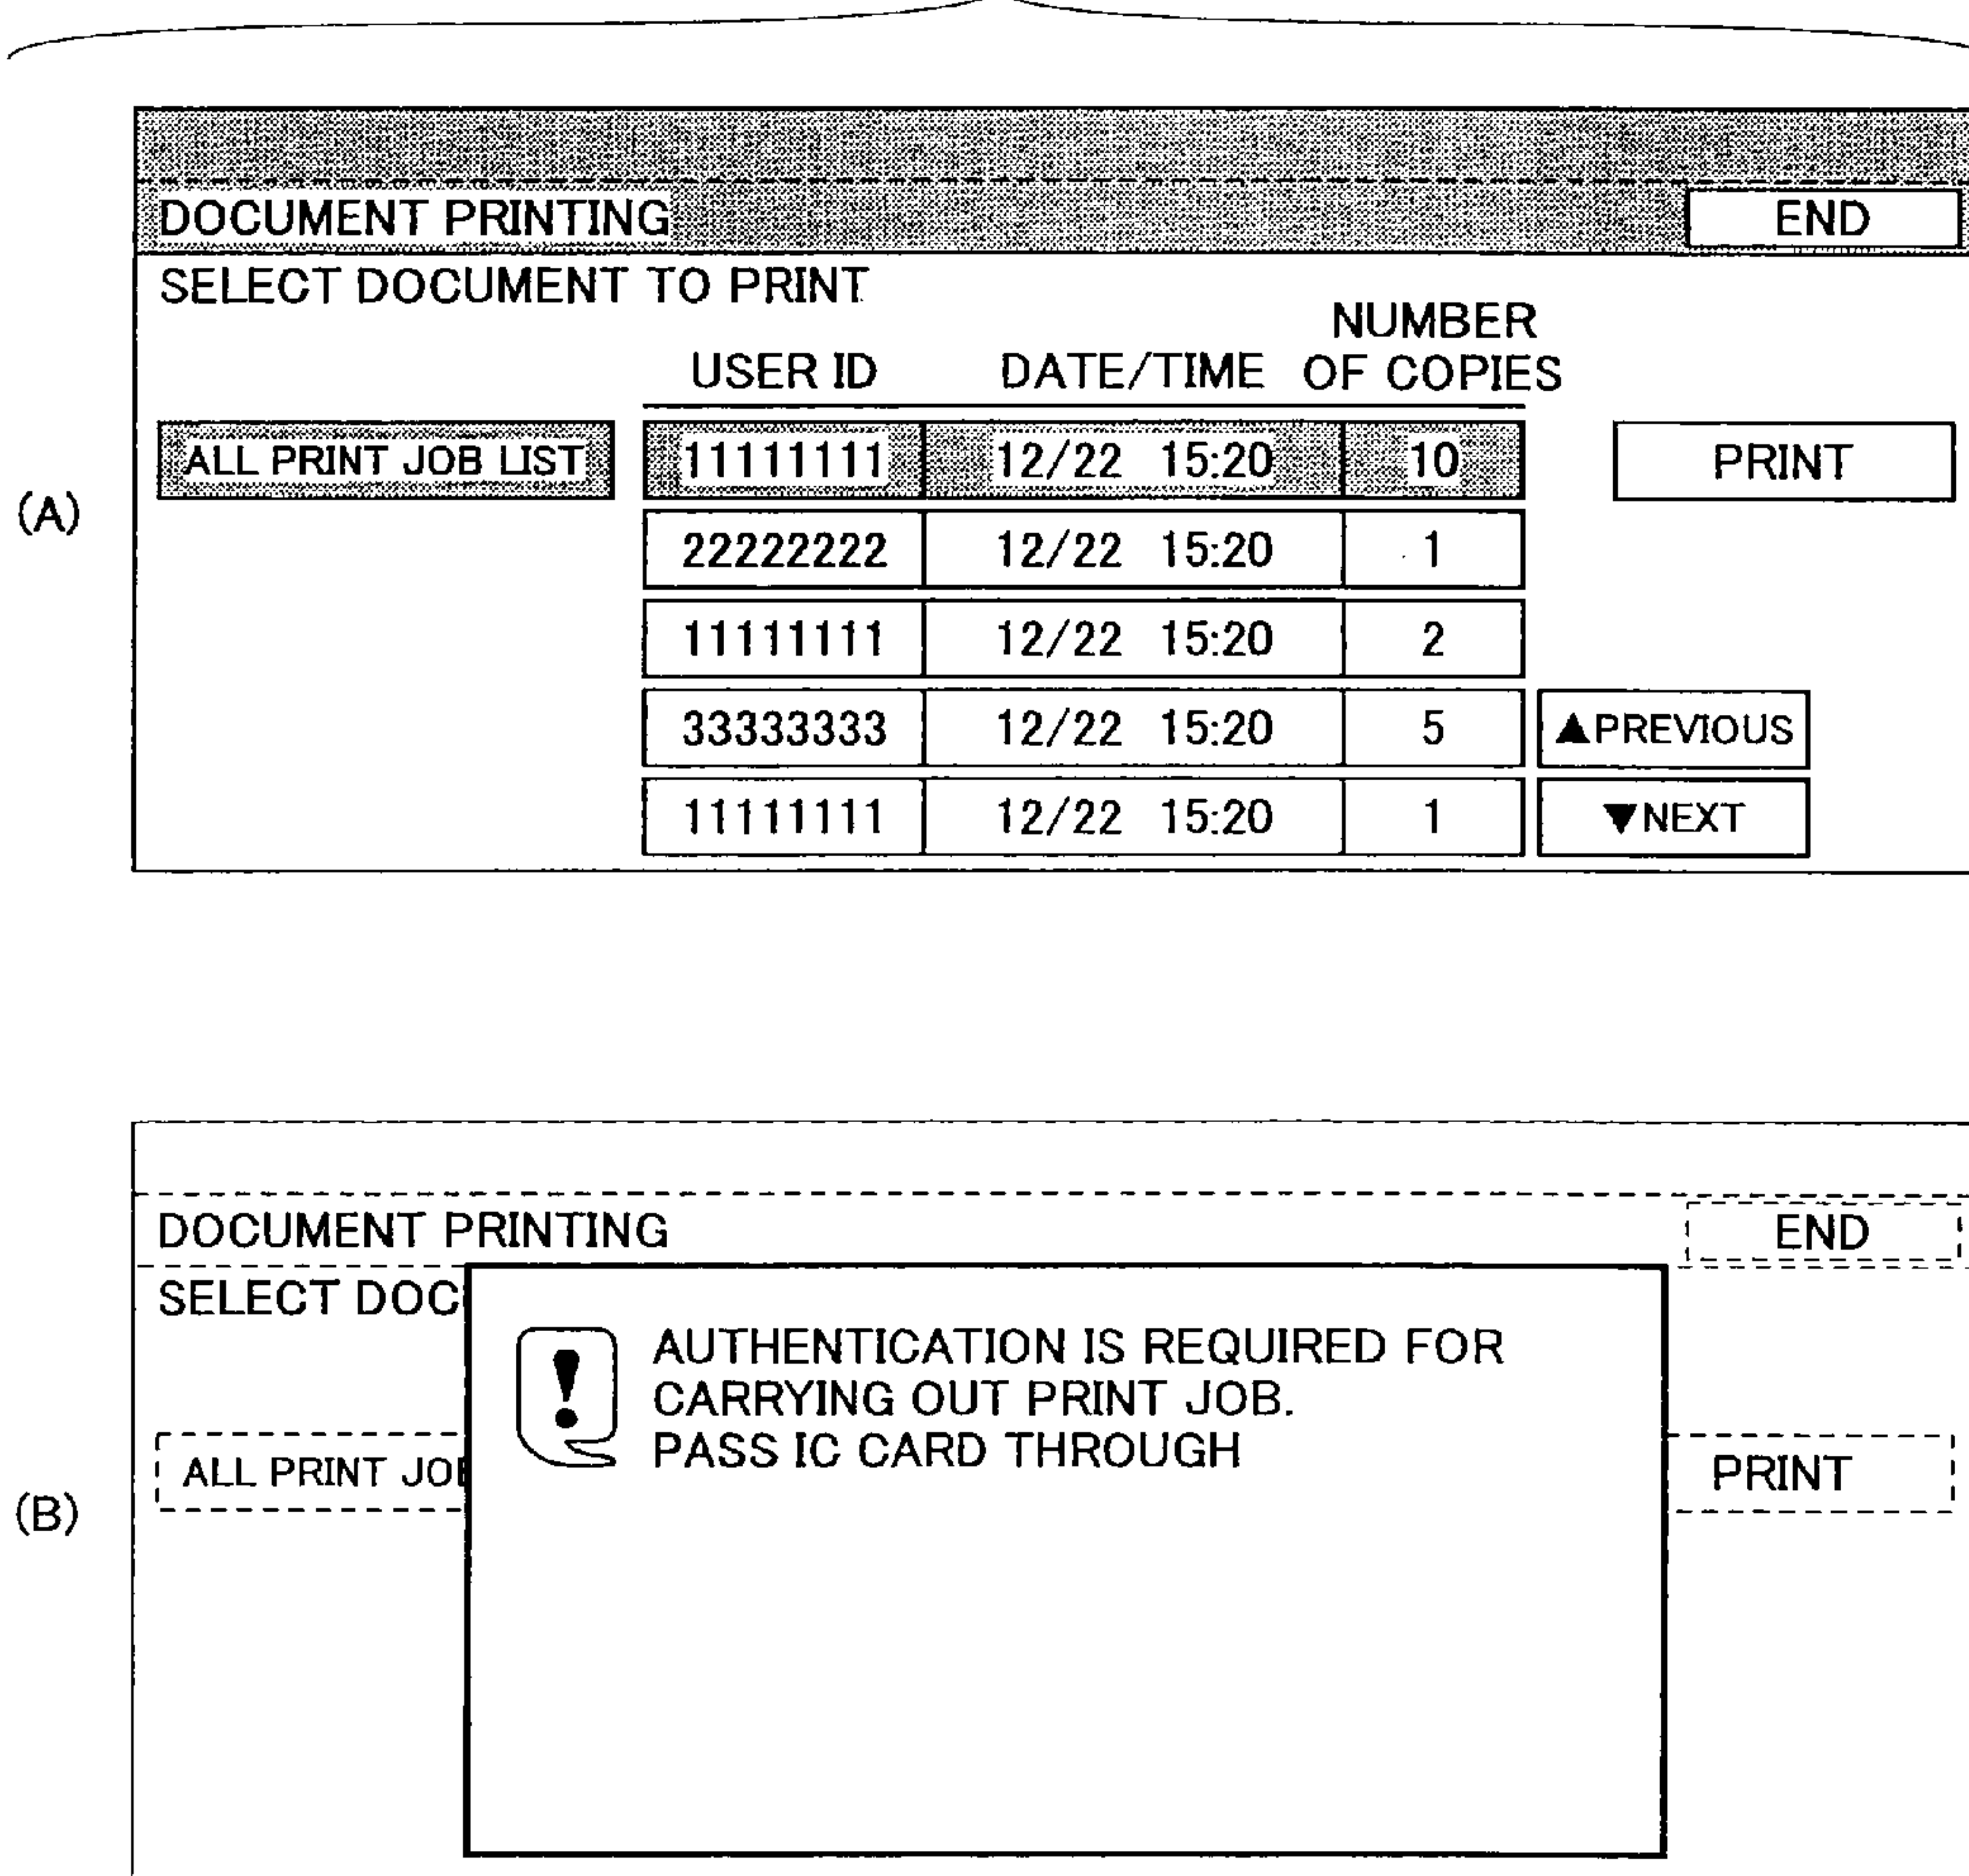 DOCUMENT PRINTING END
SELECT DOCUMENT TO PRINT
NUMBER
USER ID DATE/TIME OF COPIES
ALL PRINT JOB LIST 11111111 12/22 15:20 10 PRINT
(A)
22222222 12/22 15:20 1
11111111 12/22 15:20 2
33333333 12/22 15:20 5 ▲PREVIOUS
11111111 12/22 15:20 1 ▼NEXT
DOCUMENT PRINTING END
SELECT DOC
! AUTHENTICATION IS REQUIRED FOR
CARRYING OUT PRINT JOB.
PASS IC CARD THROUGH
ALL PRINT JO PRINT
(B)